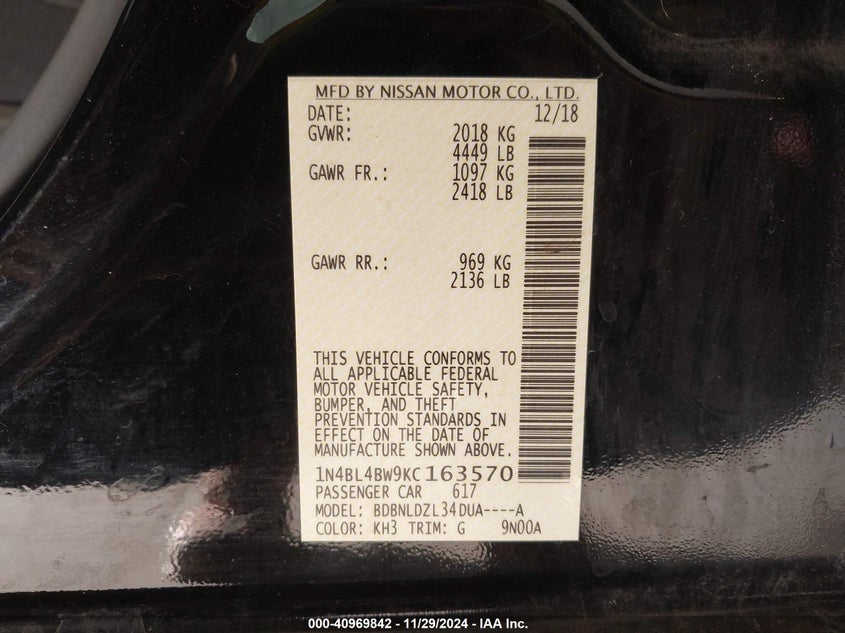 MFD BY NISSAN MOTOR CO., LTD.
DATE: 12/18
GVWR: 2018 KG
4449 LB
GAWR FR.: 1097 KG
2418 LB
GAWR RR.: 969 KG
2136 LB
THIS VEHICLE CONFORMS TO
ALL APPLICABLE FEDERAL
MOTOR VEHICLE SAFETY,
BUMPER, AND THEFT
PREVENTION STANDARDS IN
EFFECT ON THE DATE OF
MANUFACTURE SHOWN ABOVE.
1N4BL4BW9KC163570
PASSENGER CAR 617
MODEL: BDBNLDZL34DUA----A
COLOR: KH3 TRIM: G 9N00A
000-40969842 - 11/29/2024 - IAA Inc.